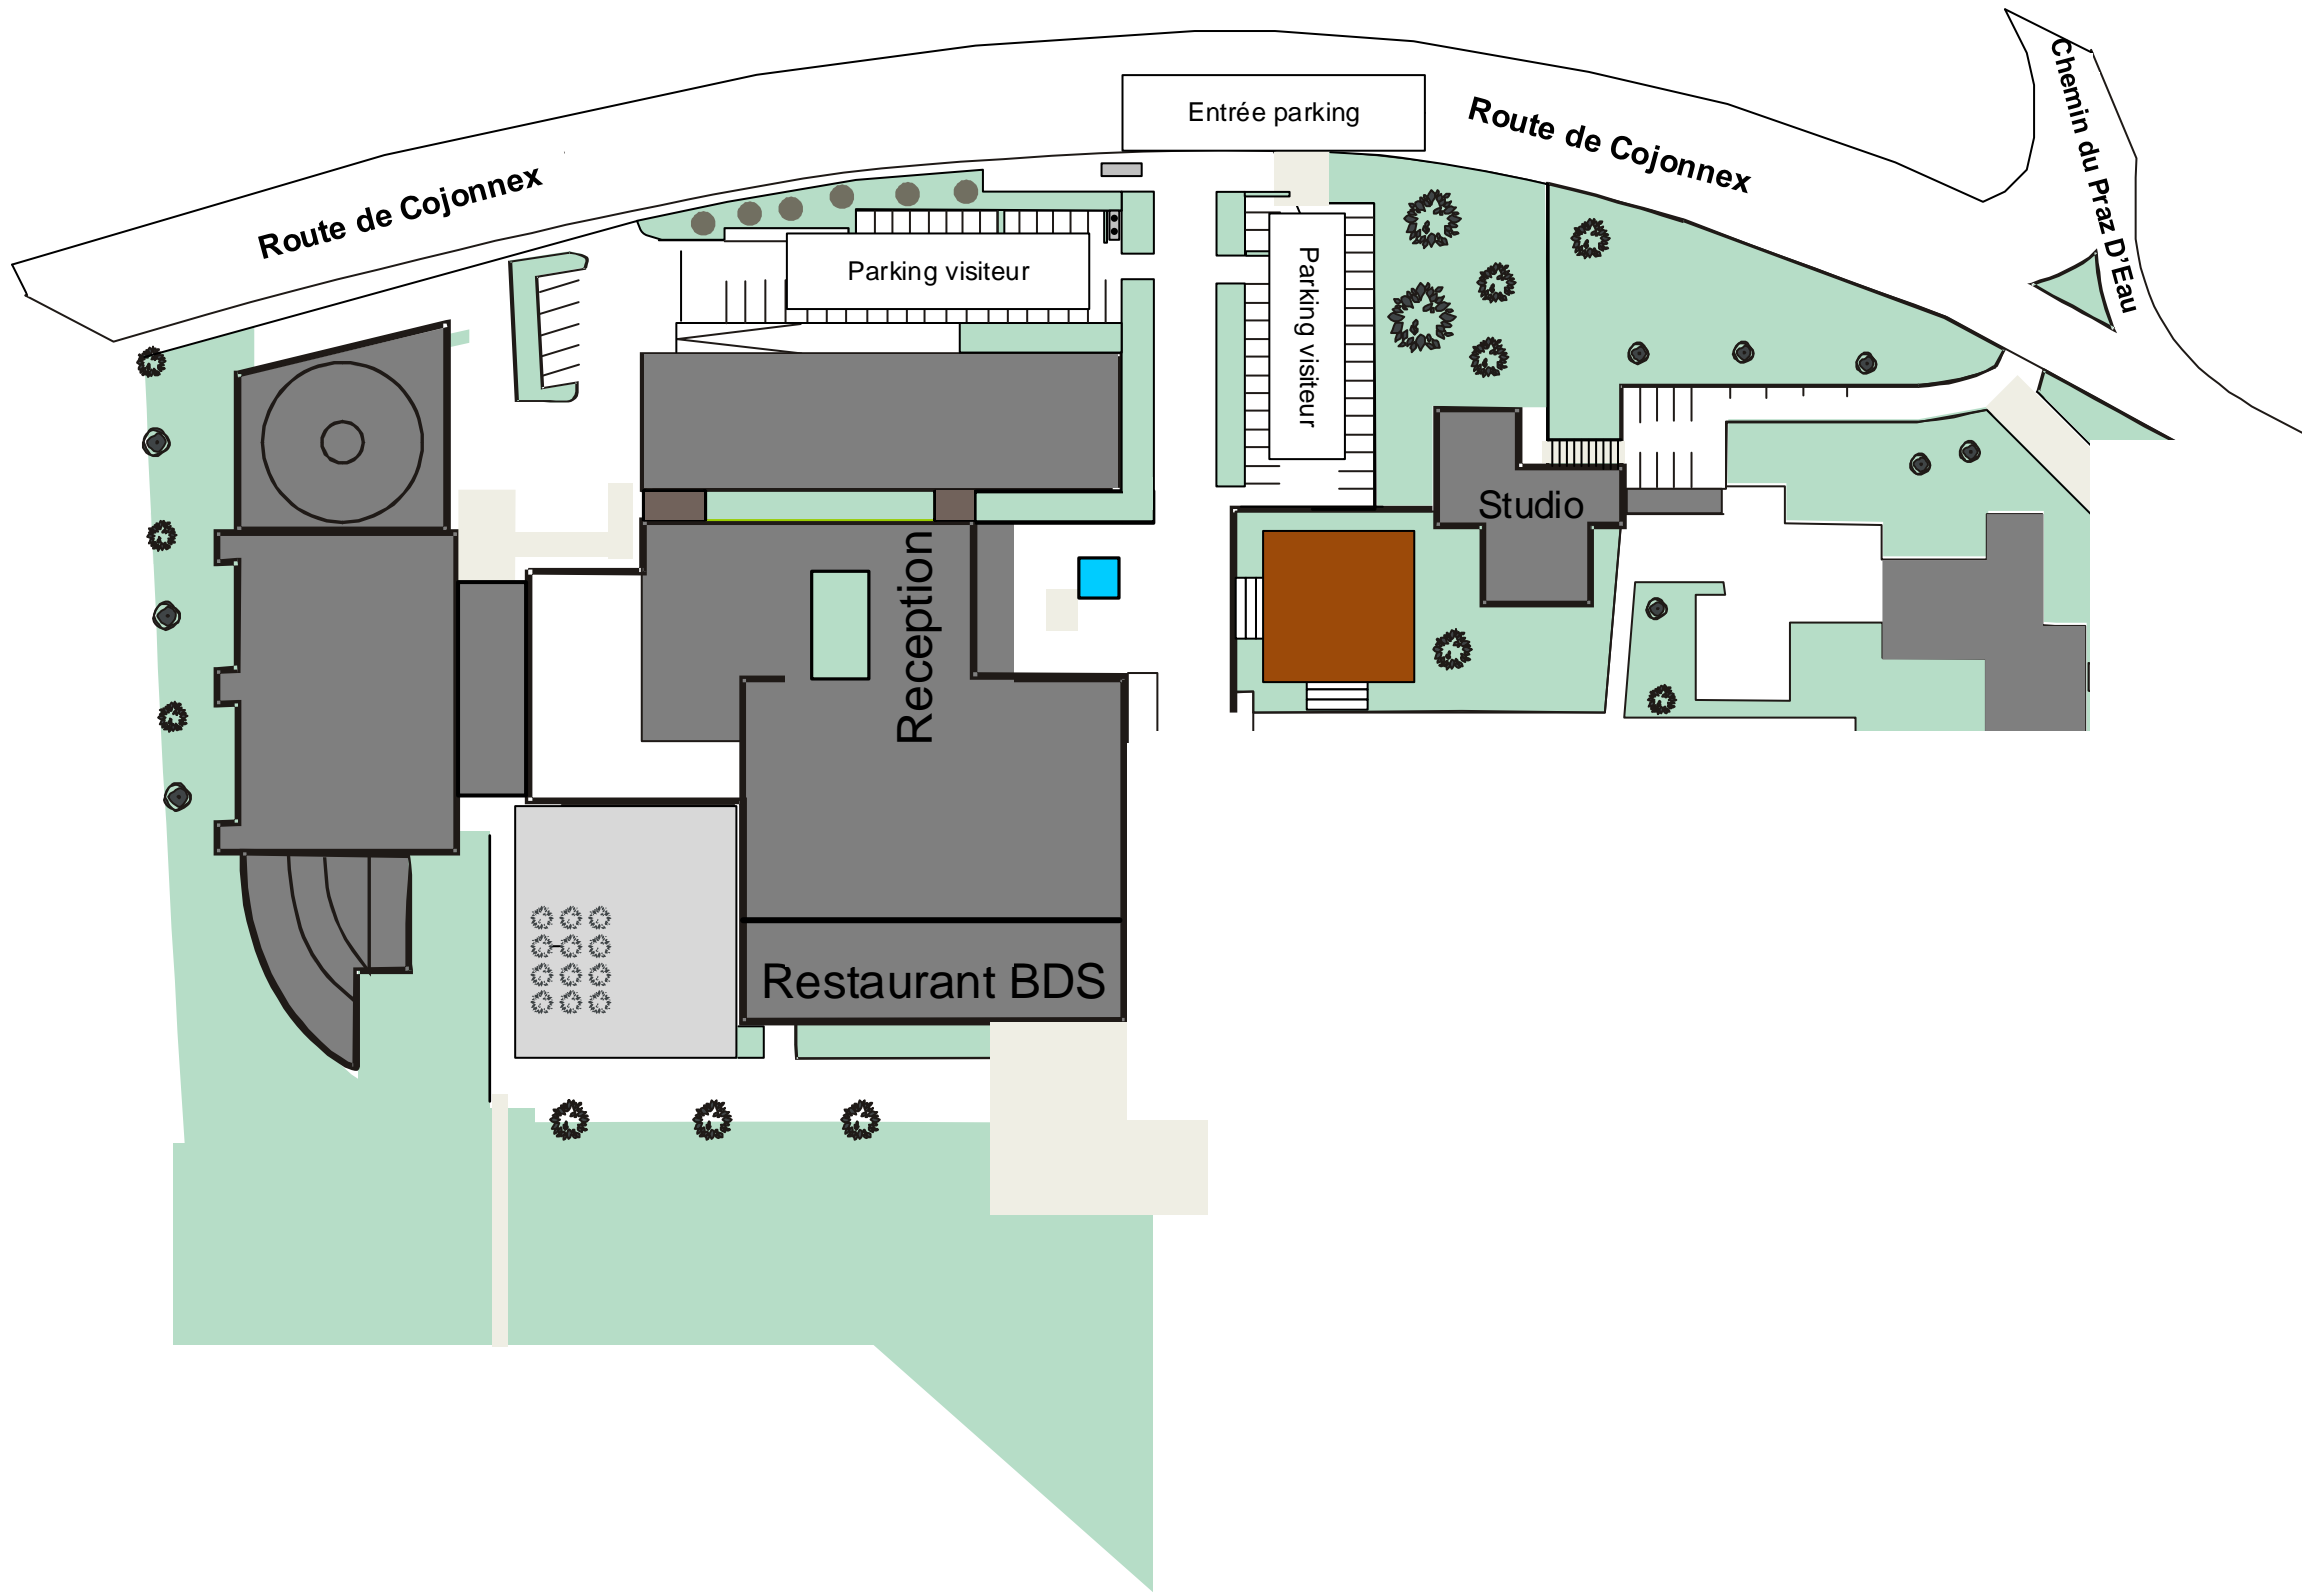 Chemin du Praz D’Eau
Entrée parking
Route de Cojonnex
Route de Cojonnex
Parking visiteur
Parking visiteur
Studio
Reception
Restaurant BDS